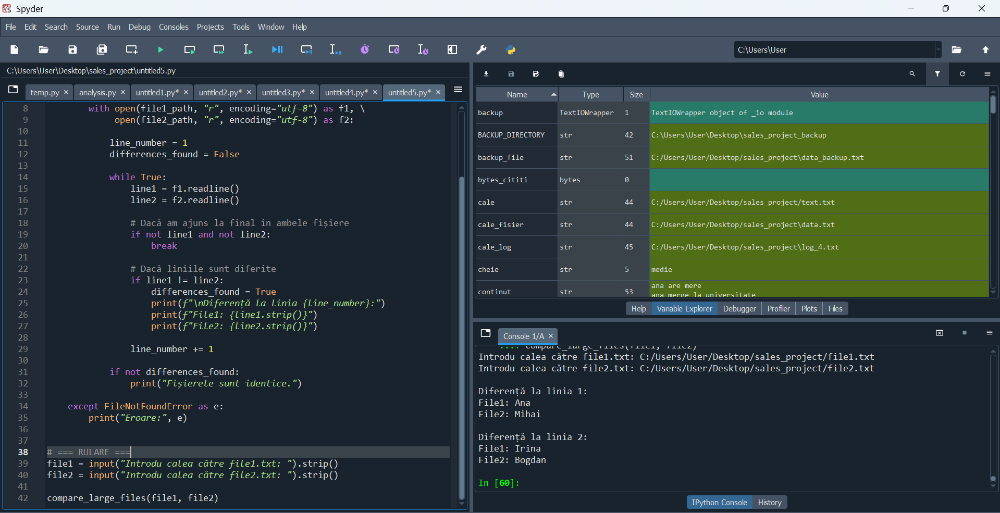 Spyder
File Edit Search Source Run Debug Consoles Projects Tools Window Help
C:\Users\User
C:\Users\User\Desktop\sales_project\untitled5.py
temp.py analysis.py untitled1.py* untitled2.py* untitled3.py* untitled4.py* untitled5.py*
8 with open(file1_path, "r", encoding="utf-8") as f1, \
9 open(file2_path, "r", encoding="utf-8") as f2:
10
11 line_number = 1
12 differences_found = False
13
14 while True:
15 line1 = f1.readline()
16 line2 = f2.readline()
17
18 # Dacă am ajuns la final în ambele fișiere
19 if not line1 and not line2:
20 break
21
22 # Dacă liniile sunt diferite
23 if line1 != line2:
24 differences_found = True
25 print(f"\nDiferență la linia {line_number}:")
26 print(f"File1: {line1.strip()}")
27 print(f"File2: {line2.strip()}")
28
29 line_number += 1
30
31 if not differences_found:
32 print("Fișierele sunt identice.")
33
34 except FileNotFoundError as e:
35 print("Eroare:", e)
36
37
38 # === RULARE ===
39 file1 = input("Introdu calea către file1.txt: ").strip()
40 file2 = input("Introdu calea către file2.txt: ").strip()
41
42 compare_large_files(file1, file2)
Name Type Size Value
backup TextIOWrapper 1 TextIOWrapper object of _io module
BACKUP_DIRECTORY str 42 C:\Users\User\Desktop\sales_project_backup
backup_file str 51 C:/Users/User/Desktop/sales_project\data_backup.txt
bytes_cititi bytes 0
cale str 44 C:/Users/User/Desktop/sales_project/text.txt
cale_fisier str 44 C:/Users/User/Desktop/sales_project\data.txt
cale_log str 45 C:/Users/User/Desktop/sales_project\log_4.txt
cheie str 5 medie
continut str 53 ana are mere
ana merge la universitate
Help Variable Explorer Debugger Profiler Plots Files
Console 1/A
...: compare_large_files(file1, file2)
Introdu calea către file1.txt: C:/Users/User/Desktop/sales_project/file1.txt
Introdu calea către file2.txt: C:/Users/User/Desktop/sales_project/file2.txt
Diferență la linia 1:
File1: Ana
File2: Mihai
Diferență la linia 2:
File1: Irina
File2: Bogdan
In [60]:
IPython Console History